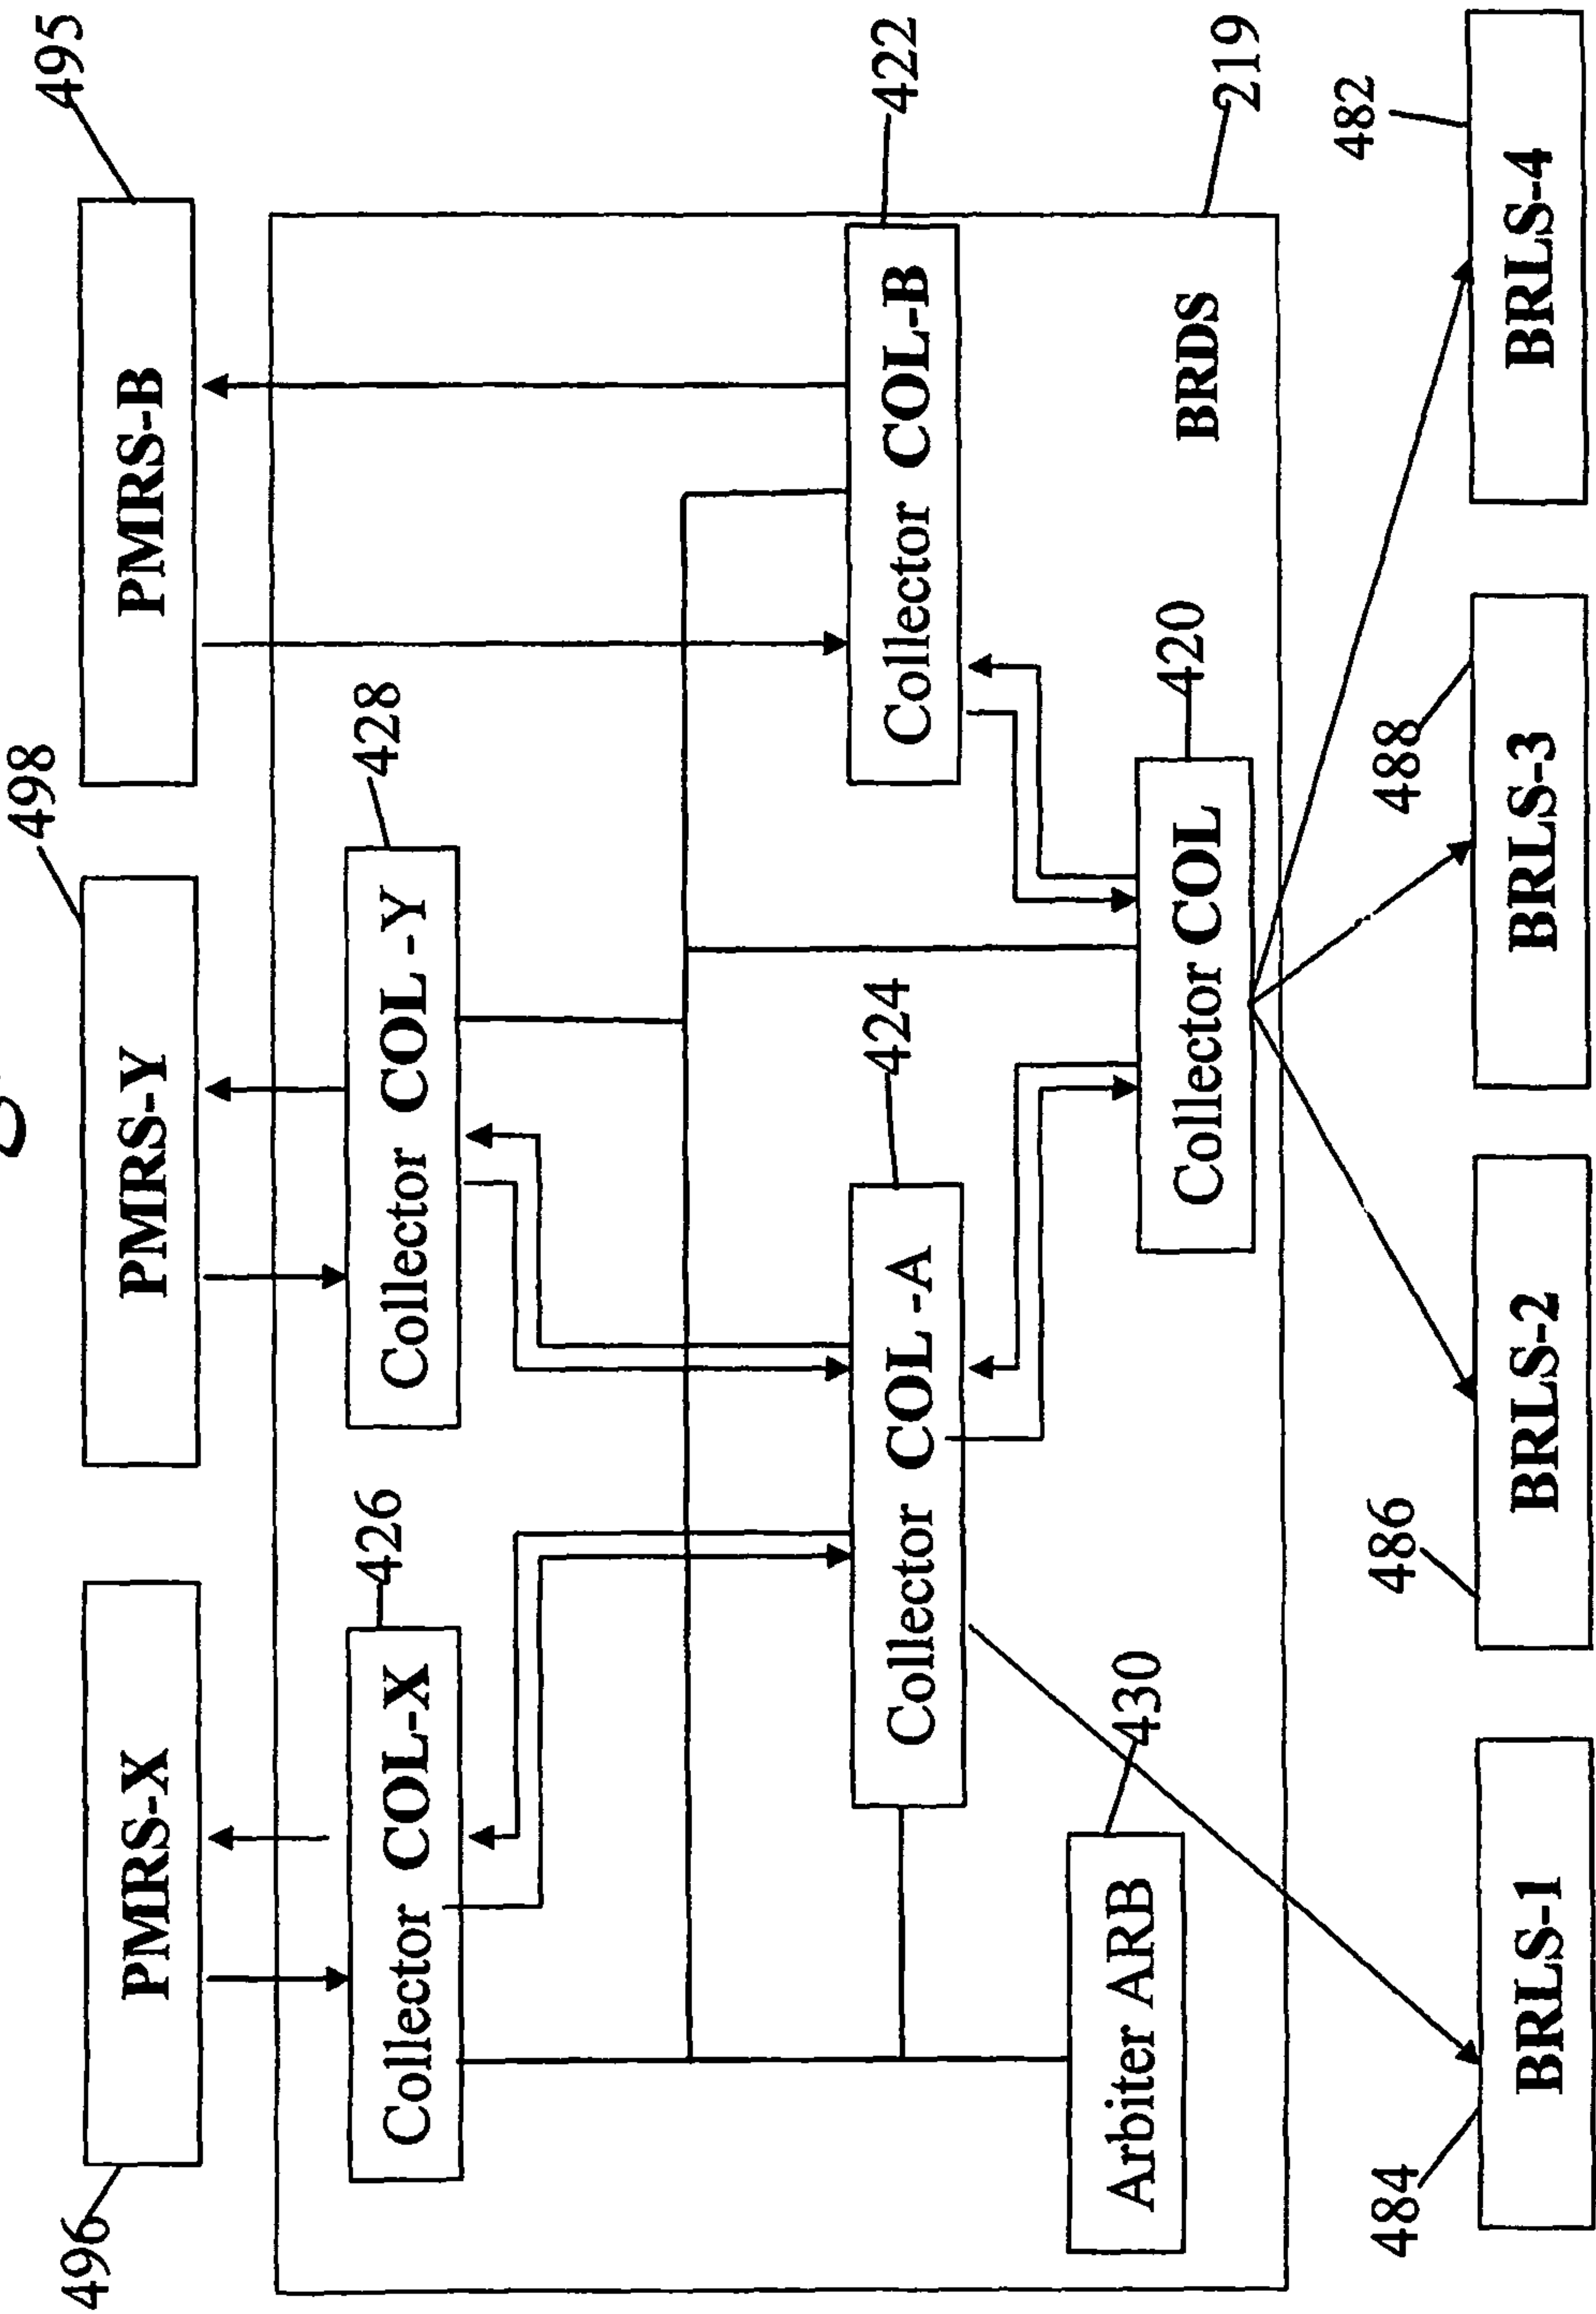 498
495
496
PMRS-X
PMRS-Y
PMRS-B
426
428
Collector COL-X
Collector COL -Y
424
422
Collector COL -A
Collector COL-B
430
420
219
Arbiter ARB
Collector COL
BRDS
484
486
488
482
BRLS-1
BRLS-2
BRLS-3
BRLS-4